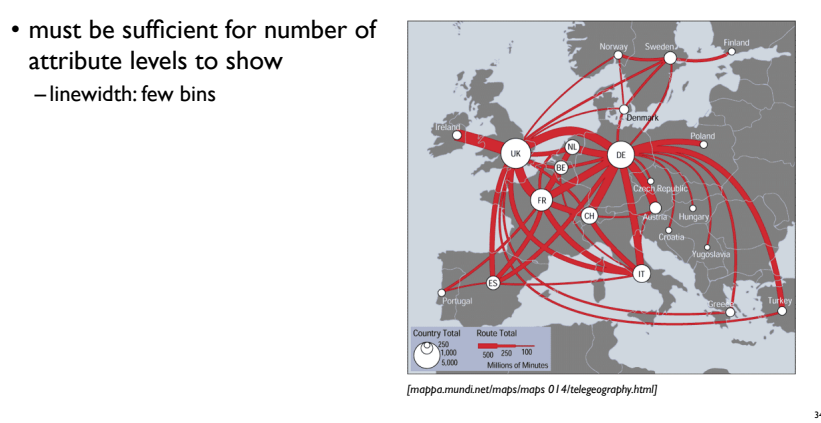 • must be sufficient for number of
attribute levels to show
– linewidth: few bins
Norway
Sweden
Finland
Denmark
Ireland
UK
NL
BE
DE
Poland
Czech Republic
FR
CH
Austria
Hungary
Croatia
Yugoslavia
IT
ES
Portugal
Greece
Turkey
Country Total
250
1,000
5,000
Route Total
500 250 100
Millions of Minutes
[mappa.mundi.net/maps/maps 014/telegeography.html]